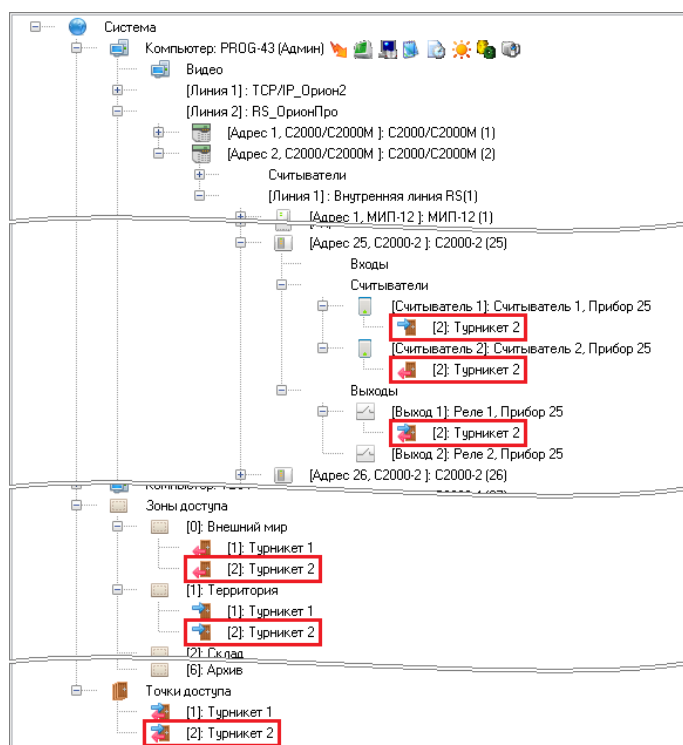 Система
Компьютер: PROG-43 (Админ)
Видео
[Линия 1] : TCP/IP_Орион2
[Линия 2] : RS_ОрионПро
[Адрес 1, С2000/С2000М ]: С2000/С2000М (1)
[Адрес 2, С2000/С2000М ]: С2000/С2000М (2)
Считыватели
[Линия 1] : Внутренняя линия RS(1)
[Адрес 1, МИП-12 ]: МИП-12 (1)
[Адрес 25, С2000-2 ]: С2000-2 (25)
Входы
Считыватели
[Считыватель 1]: Считыватель 1, Прибор 25
[2]: Турникет 2
[Считыватель 2]: Считыватель 2, Прибор 25
[2]: Турникет 2
Выходы
[Выход 1]: Реле 1, Прибор 25
[2]: Турникет 2
[Выход 2]: Реле 2, Прибор 25
[Адрес 26, С2000-2 ]: С2000-2 (26)
Зоны доступа
[0]: Внешний мир
[1]: Турникет 1
[2]: Турникет 2
[1]: Территория
[1]: Турникет 1
[2]: Турникет 2
[2]: Склад
[6]: Архив
Точки доступа
[1]: Турникет 1
[2]: Турникет 2